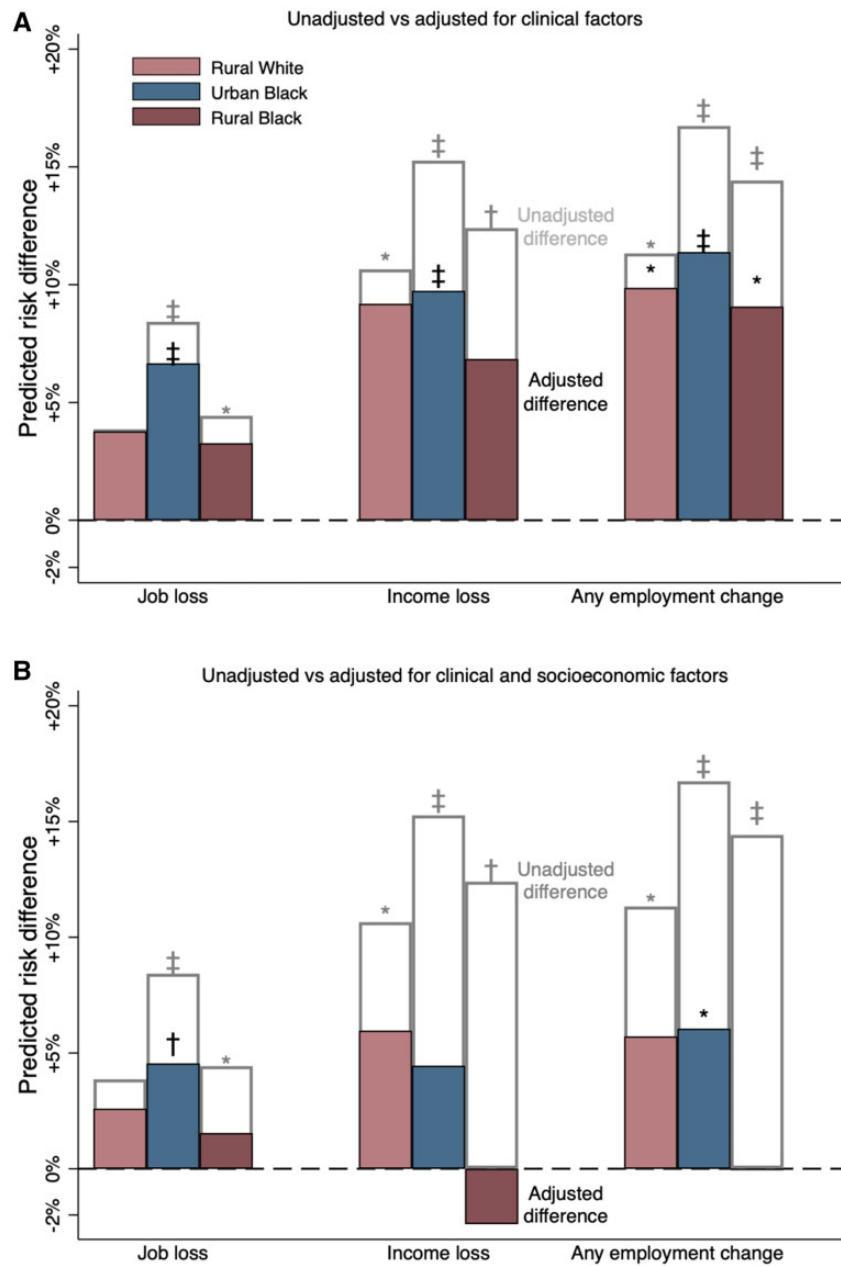 A
Unadjusted vs adjusted for clinical factors
+20%
Rural White
Urban Black
Rural Black
‡
‡
‡
+15%
‡
†
Unadjusted
difference
*
*
‡
*
*
+10%
‡
‡
‡
Adjusted
difference
*
+5%
0%
-2%
Predicted risk difference
Job loss
Income loss
Any employment change
B
Unadjusted vs adjusted for clinical and socioeconomic factors
+20%
‡
‡
‡
+15%
†
Unadjusted
difference
*
*
+10%
‡
†
*
*
+5%
0%
Adjusted
difference
-2%
Predicted risk difference
Job loss
Income loss
Any employment change